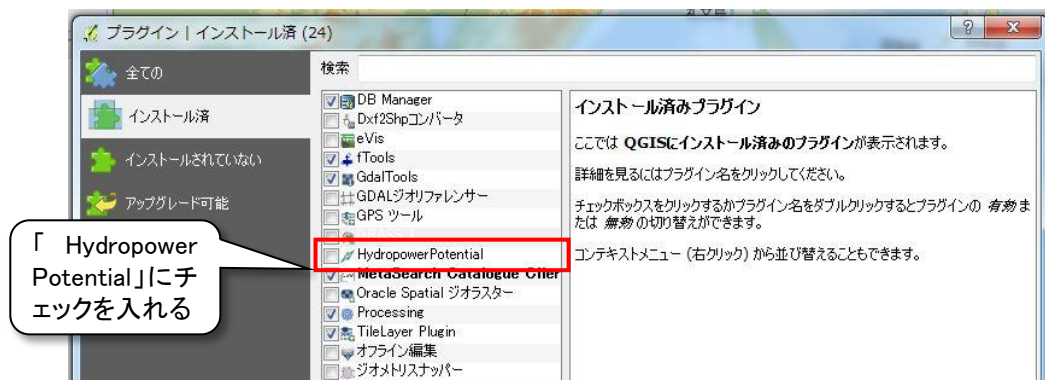 プラグイン | インストール済 (24)
全ての
インストール済
インストールされていない
アップグレード可能
「 Hydropower
Potential」にチ
ェックを入れる
検索
DB Manager
Dxf2Shpコンバータ
eVis
fTools
GdalTools
GDALジオリファレンサー
GPS ツール
HydropowerPotential
MetaSearch Catalogue Clier
Oracle Spatial ジオラスター
Processing
TileLayer Plugin
オフライン編集
ジオメトリスナッパー
インストール済みプラグイン
ここでは QGISにインストール済みのプラグインが表示されます。
詳細を見るにはプラグイン名をクリックしてください。
チェックボックスをクリックするかプラグイン名をダブルクリックするとプラグインの 有効 ま
たは 無効 の切り替えができます。
コンテキストメニュー (右クリック) から並び替えることもできます。